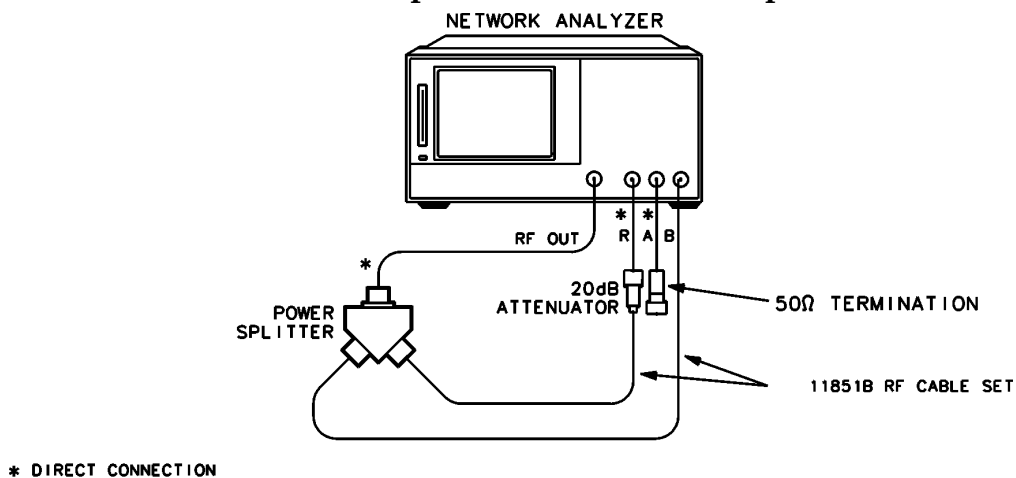 NETWORK ANALYZER
* *
R A B
RF OUT
*
20dB
ATTENUATOR
50Ω TERMINATION
POWER
SPLITTER
11851B RF CABLE SET
* DIRECT CONNECTION